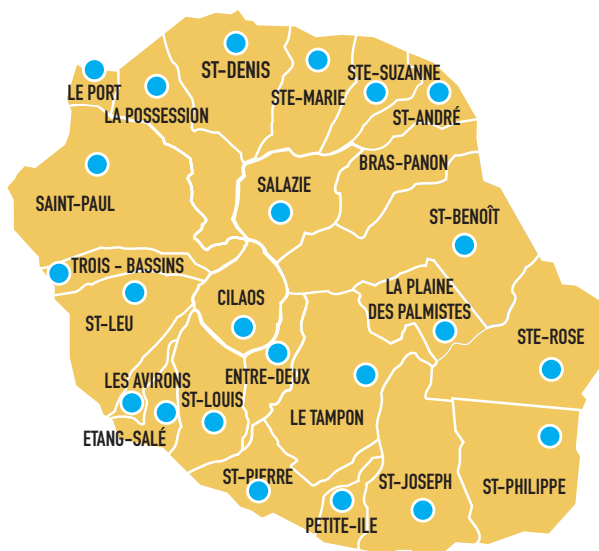 ST-DENIS
STE-SUZANNE
LE PORT
STE-MARIE
LA POSSESSION
ST-ANDRÉ
BRAS-PANON
SALAZIE
SAINT-PAUL
ST-BENOÎT
TROIS - BASSINS
LA PLAINE
DES PALMISTES
CILAOS
ST-LEU
STE-ROSE
ENTRE-DEUX
LES AVIRONS
ST-LOUIS
LE TAMPON
ETANG-SALÉ
ST-PIERRE
ST-JOSEPH
ST-PHILIPPE
PETITE-ILE